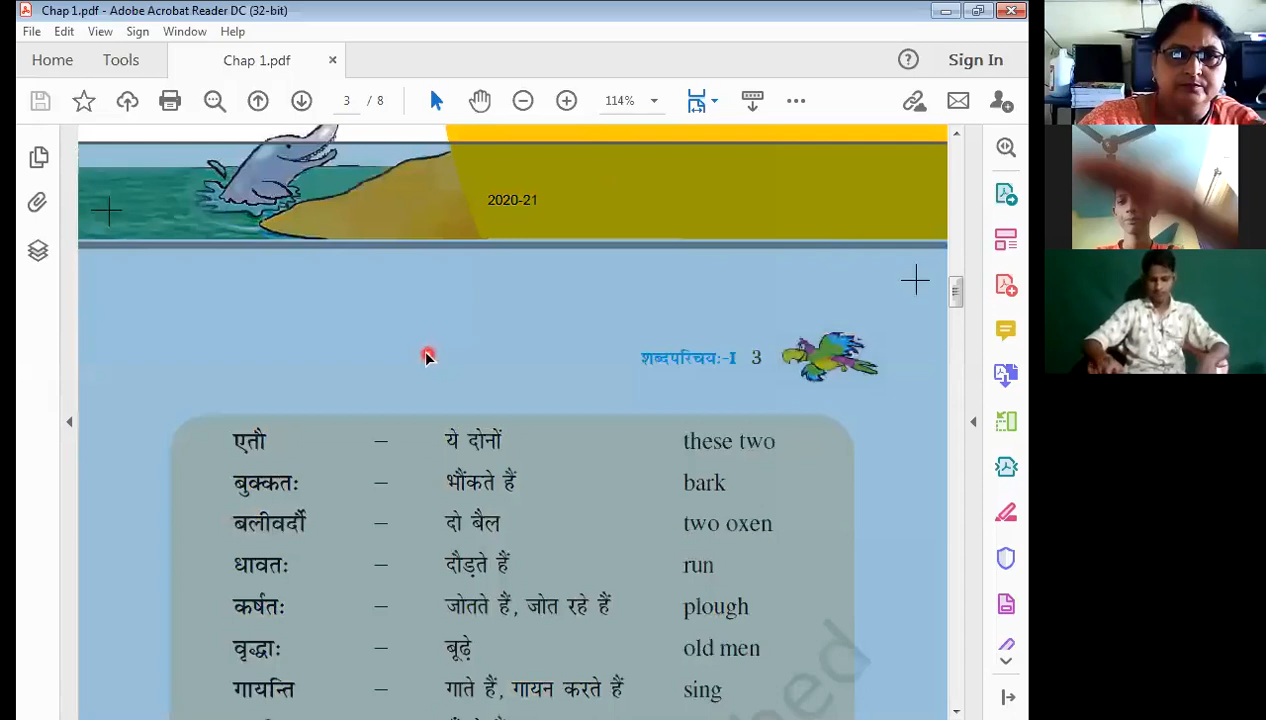 Chap 1.pdf - Adobe Acrobat Reader DC (32-bit)
File Edit View Sign Window Help
Home Tools Chap 1.pdf × ? Sign In
3 / 8 114%
2020-21
शब्दपरिचयः-I 3
एतौ – ये दोनों these two
बुक्कतः – भौंकते हैं bark
बलीवर्दौ – दो बैल two oxen
धावतः – दौड़ते हैं run
कर्षतः – जोतते हैं, जोत रहे हैं plough
वृद्धाः – बूढ़े old men
गायन्ति – गाते हैं, गायन करते हैं sing